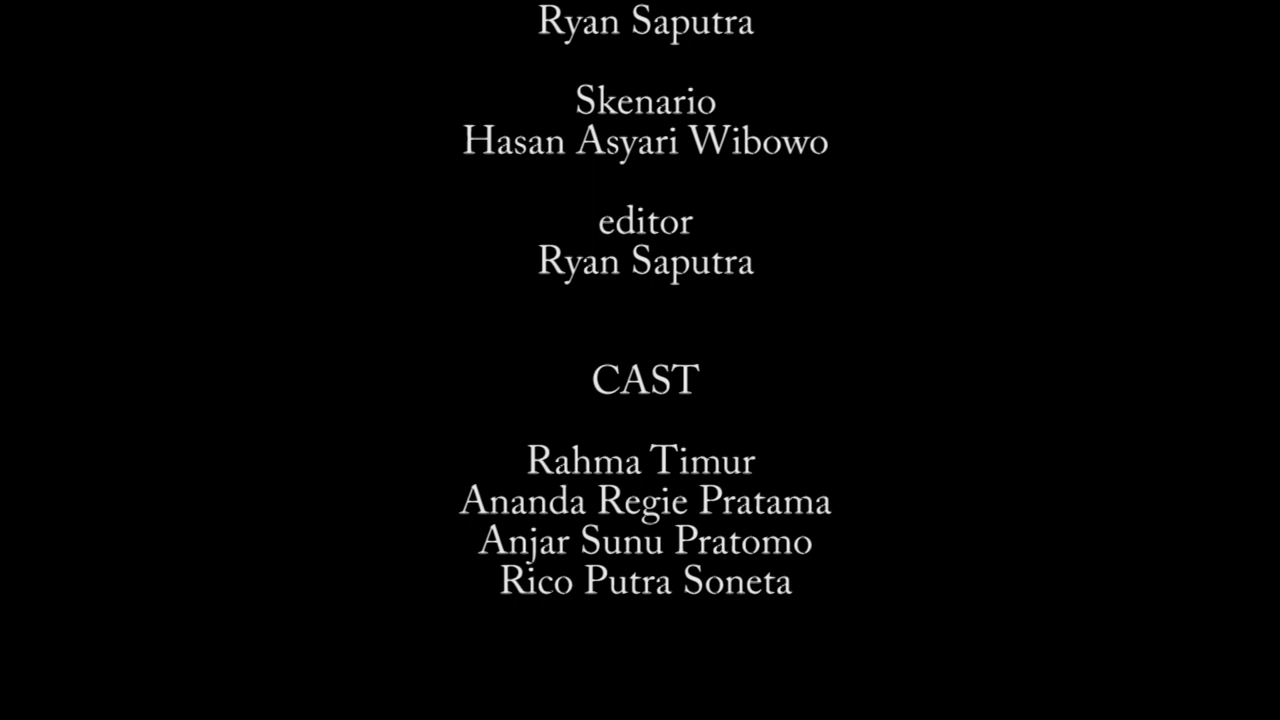 Ryan Saputra
Skenario
Hasan Asyari Wibowo
editor
Ryan Saputra
CAST
Rahma Timur
Ananda Regie Pratama
Anjar Sunu Pratomo
Rico Putra Soneta